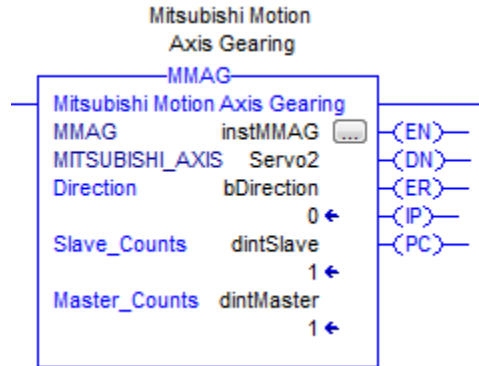 Mitsubishi Motion
Axis Gearing
MMAG
Mitsubishi Motion Axis Gearing
MMAG instMMAG ...
(EN)
MITSUBISHI_AXIS Servo2
(DN)
Direction bDirection
(ER)
0
(IP)
Slave_Counts dintSlave
(PC)
1
Master_Counts dintMaster
1